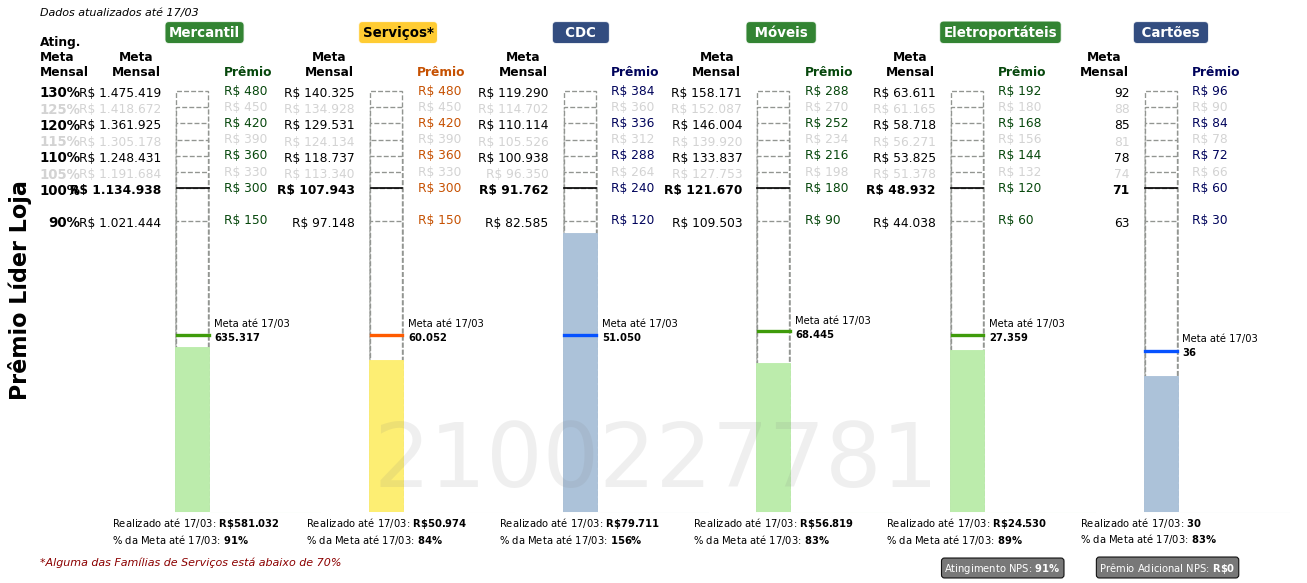 Dados atualizados até 17/03
Mercantil Serviços* CDC Móveis Eletroportáteis Cartões
Ating. Meta Mensal Meta Mensal Prêmio Meta Mensal Prêmio Meta Mensal Prêmio Meta Mensal Prêmio Meta Mensal Prêmio Meta Mensal Prêmio
130% R$ 1.475.419 R$ 480 R$ 140.325 R$ 480 R$ 119.290 R$ 384 R$ 158.171 R$ 288 R$ 63.611 R$ 192 92 R$ 96
125% R$ 1.418.672 R$ 450 R$ 134.928 R$ 450 R$ 114.702 R$ 360 R$ 152.087 R$ 270 R$ 61.165 R$ 180 88 R$ 90
120% R$ 1.361.925 R$ 420 R$ 129.531 R$ 420 R$ 110.114 R$ 336 R$ 146.004 R$ 252 R$ 58.718 R$ 168 85 R$ 84
115% R$ 1.305.178 R$ 390 R$ 124.134 R$ 390 R$ 105.526 R$ 312 R$ 139.920 R$ 234 R$ 56.271 R$ 156 81 R$ 78
110% R$ 1.248.431 R$ 360 R$ 118.737 R$ 360 R$ 100.938 R$ 288 R$ 133.837 R$ 216 R$ 53.825 R$ 144 78 R$ 72
105% R$ 1.191.684 R$ 330 R$ 113.340 R$ 330 R$ 96.350 R$ 264 R$ 127.753 R$ 198 R$ 51.378 R$ 132 74 R$ 66
100% R$ 1.134.938 R$ 300 R$ 107.943 R$ 300 R$ 91.762 R$ 240 R$ 121.670 R$ 180 R$ 48.932 R$ 120 71 R$ 60
90% R$ 1.021.444 R$ 150 R$ 97.148 R$ 150 R$ 82.585 R$ 120 R$ 109.503 R$ 90 R$ 44.038 R$ 60 63 R$ 30
Prêmio Líder Loja
Meta até 17/03 Meta até 17/03 Meta até 17/03 Meta até 17/03 Meta até 17/03 Meta até 17/03
635.317 60.052 51.050 68.445 27.359 36
2100227781
Realizado até 17/03: R$581.032 Realizado até 17/03: R$50.974 Realizado até 17/03: R$79.711 Realizado até 17/03: R$56.819 Realizado até 17/03: R$24.530 Realizado até 17/03: 30
% da Meta até 17/03: 91% % da Meta até 17/03: 84% % da Meta até 17/03: 156% % da Meta até 17/03: 83% % da Meta até 17/03: 89% % da Meta até 17/03: 83%
*Alguma das Famílias de Serviços está abaixo de 70% Atingimento NPS: 91% Prêmio Adicional NPS: R$0